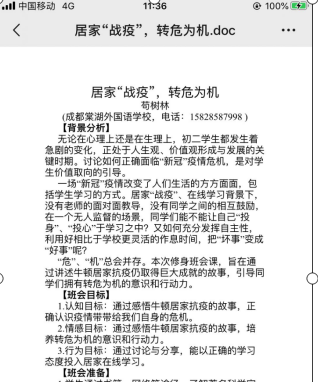 中国移动 4G 11:36 100%
居家“战疫”，转危为机.doc
居家“战疫”，转危为机
荀树林
(成都棠湖外国语学校，电话：15828587998 )
【背景分析】
无论在心理上还是在生理上，初二学生都发生着
急剧的变化，正处于人生观、价值观形成与发展的关
键时期。讨论如何正确面临“新冠”疫情危机，是对学
生价值取向的引导。
一场“新冠”疫情改变了人们生活的方方面面，包
括学生学习的方式。居家“战疫”、在线学习背景下，
没有老师的面对面教导，没有同学之间的相互鼓励，
在一个无人监督的场景，同学们能不能让自己“投
身”、“投心”于学习之中？又如何充分发挥自主性，
利用好相比于学校更灵活的作息时间，把“坏事”变成
“好事”呢？
“危”、“机”总会并存。本次修身班会课，旨在通
过讲述牛顿居家抗疫仍取得巨大成就的故事，引导同
学们拥有转危为机的意识和行动力。
【班会目标】
1.认知目标：通过感悟牛顿居家抗疫的故事，正
确认识疫情带带给我们自身的危机。
2.情感目标：通过感悟牛顿居家抗疫的故事，培
养转危为机的意识和行动力。
3.行为目标：通过讨论与分享，能以正确的学习
态度投入居家在线学习。
【班会准备】